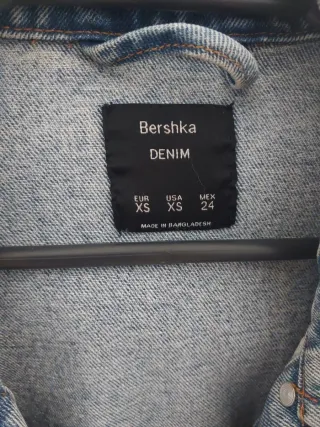 Bershka
DENIM
EUR USA MEX
XS XS 24
MADE IN BANGLADESH